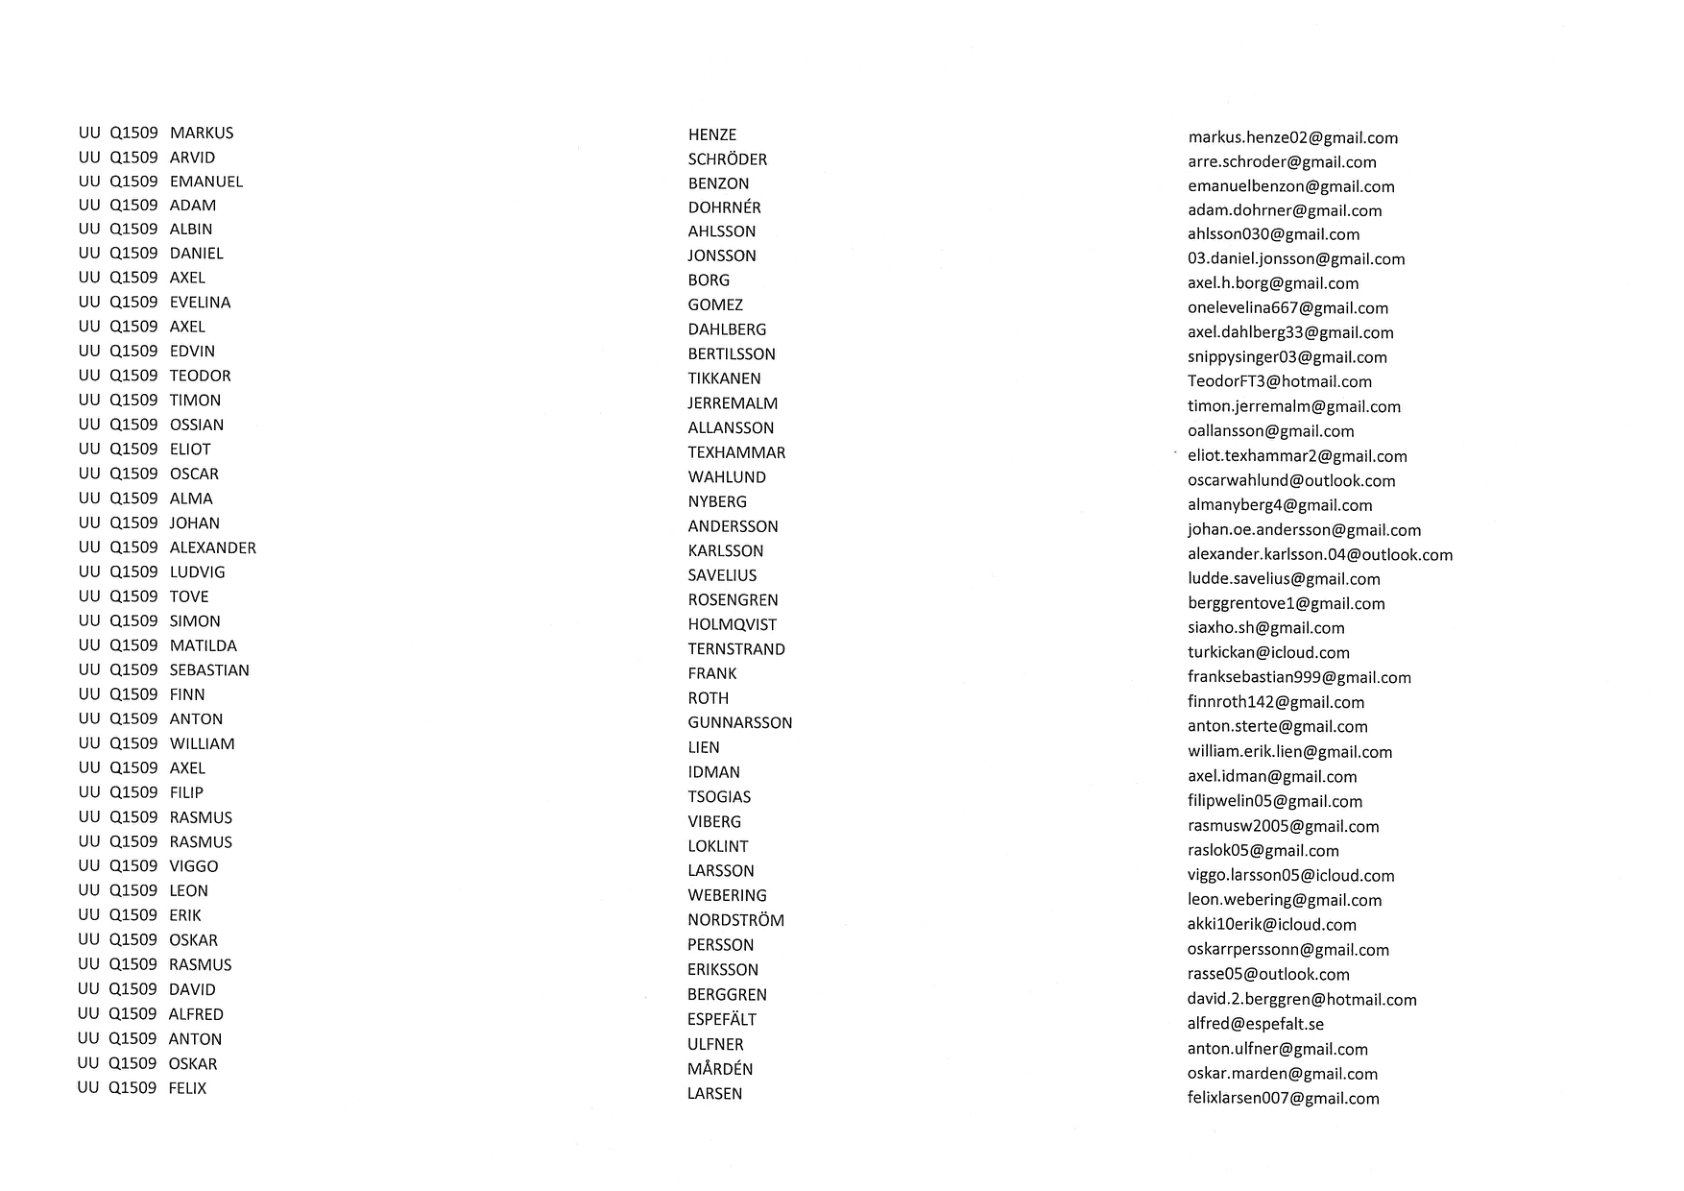 UU Q1509 MARKUS HENZE markus.henze02@gmail.com
UU Q1509 ARVID SCHRÖDER arre.schroder@gmail.com
UU Q1509 EMANUEL BENZON emanuelbenzon@gmail.com
UU Q1509 ADAM DOHRNÉR adam.dohrner@gmail.com
UU Q1509 ALBIN AHLSSON ahlsson030@gmail.com
UU Q1509 DANIEL JONSSON 03.daniel.jonsson@gmail.com
UU Q1509 AXEL BORG axel.h.borg@gmail.com
UU Q1509 EVELINA GOMEZ onelevelina667@gmail.com
UU Q1509 AXEL DAHLBERG axel.dahlberg33@gmail.com
UU Q1509 EDVIN BERTILSSON snippysinger03@gmail.com
UU Q1509 TEODOR TIKKANEN TeodorFT3@hotmail.com
UU Q1509 TIMON JERREMALM timon.jerremalm@gmail.com
UU Q1509 OSSIAN ALLANSSON oallansson@gmail.com
UU Q1509 ELIOT TEXHAMMAR eliot.texhammar2@gmail.com
UU Q1509 OSCAR WAHLUND oscarwahlund@outlook.com
UU Q1509 ALMA NYBERG almanyberg4@gmail.com
UU Q1509 JOHAN ANDERSSON johan.oe.andersson@gmail.com
UU Q1509 ALEXANDER KARLSSON alexander.karlsson.04@outlook.com
UU Q1509 LUDVIG SAVELIUS ludde.savelius@gmail.com
UU Q1509 TOVE ROSENGREN berggrentove1@gmail.com
UU Q1509 SIMON HOLMQVIST siaxho.sh@gmail.com
UU Q1509 MATILDA TERNSTRAND turkickan@icloud.com
UU Q1509 SEBASTIAN FRANK franksebastian999@gmail.com
UU Q1509 FINN ROTH finnroth142@gmail.com
UU Q1509 ANTON GUNNARSSON anton.sterte@gmail.com
UU Q1509 WILLIAM LIEN william.erik.lien@gmail.com
UU Q1509 AXEL IDMAN axel.idman@gmail.com
UU Q1509 FILIP TSOGIAS filipwelin05@gmail.com
UU Q1509 RASMUS VIBERG rasmusw2005@gmail.com
UU Q1509 RASMUS LOKLINT raslok05@gmail.com
UU Q1509 VIGGO LARSSON viggo.larsson05@icloud.com
UU Q1509 LEON WEBERING leon.webering@gmail.com
UU Q1509 ERIK NORDSTRÖM akki10erik@icloud.com
UU Q1509 OSKAR PERSSON oskarrperssonn@gmail.com
UU Q1509 RASMUS ERIKSSON rasse05@outlook.com
UU Q1509 DAVID BERGGREN david.2.berggren@hotmail.com
UU Q1509 ALFRED ESPEFÄLT alfred@espefalt.se
UU Q1509 ANTON ULFNER anton.ulfner@gmail.com
UU Q1509 OSKAR MÅRDÉN oskar.marden@gmail.com
UU Q1509 FELIX LARSEN felixlarsen007@gmail.com